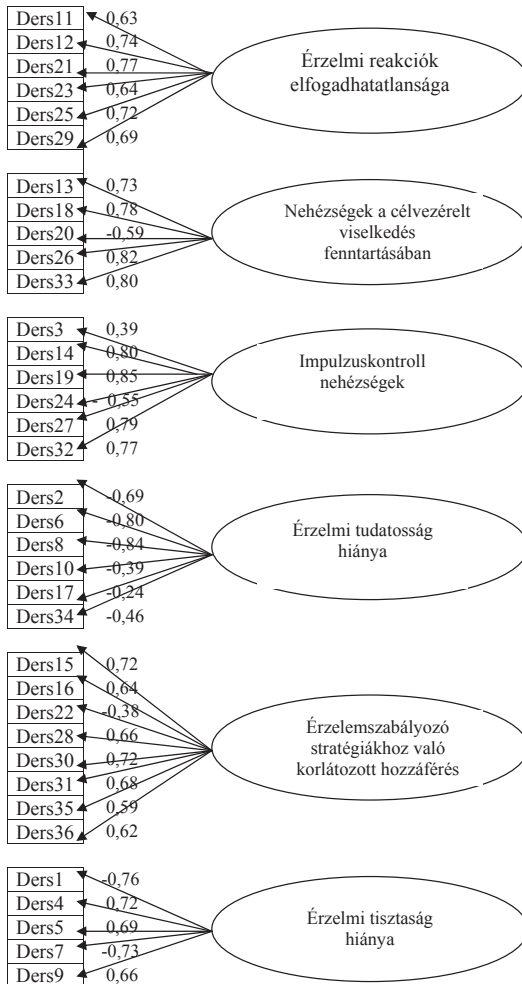 Ders11 0,63
Ders12 0,74
Ders21 0,77
Ders23 0,64
Ders25 0,72
Ders29 0,69
Érzelmi reakciók
elfogadhatatlansága
Ders13 0,73
Ders18 0,78
Ders20 -0,59
Ders26 0,82
Ders33 0,80
Nehézségek a célvezérelt
viselkedés
fenntartásában
Ders3 0,39
Ders14 0,80
Ders19 0,85
Ders24 - 0,55
Ders27 0,79
Ders32 0,77
Impulzuskontroll
nehézségek
Ders2 -0,69
Ders6 -0,80
Ders8 -0,84
Ders10 -0,39
Ders17 -0,24
Ders34 -0,46
Érzelmi tudatosság
hiánya
Ders15 0,72
Ders16 0,64
Ders22 -0,38
Ders28 0,66
Ders30 0,72
Ders31 0,68
Ders35 0,59
Ders36 0,62
Érzelemszabályozó
stratégiákhoz való
korlátozott hozzáférés
Ders1 -0,76
Ders4 0,72
Ders5 0,69
Ders7 -0,73
Ders9 0,66
Érzelmi tisztaság
hiánya